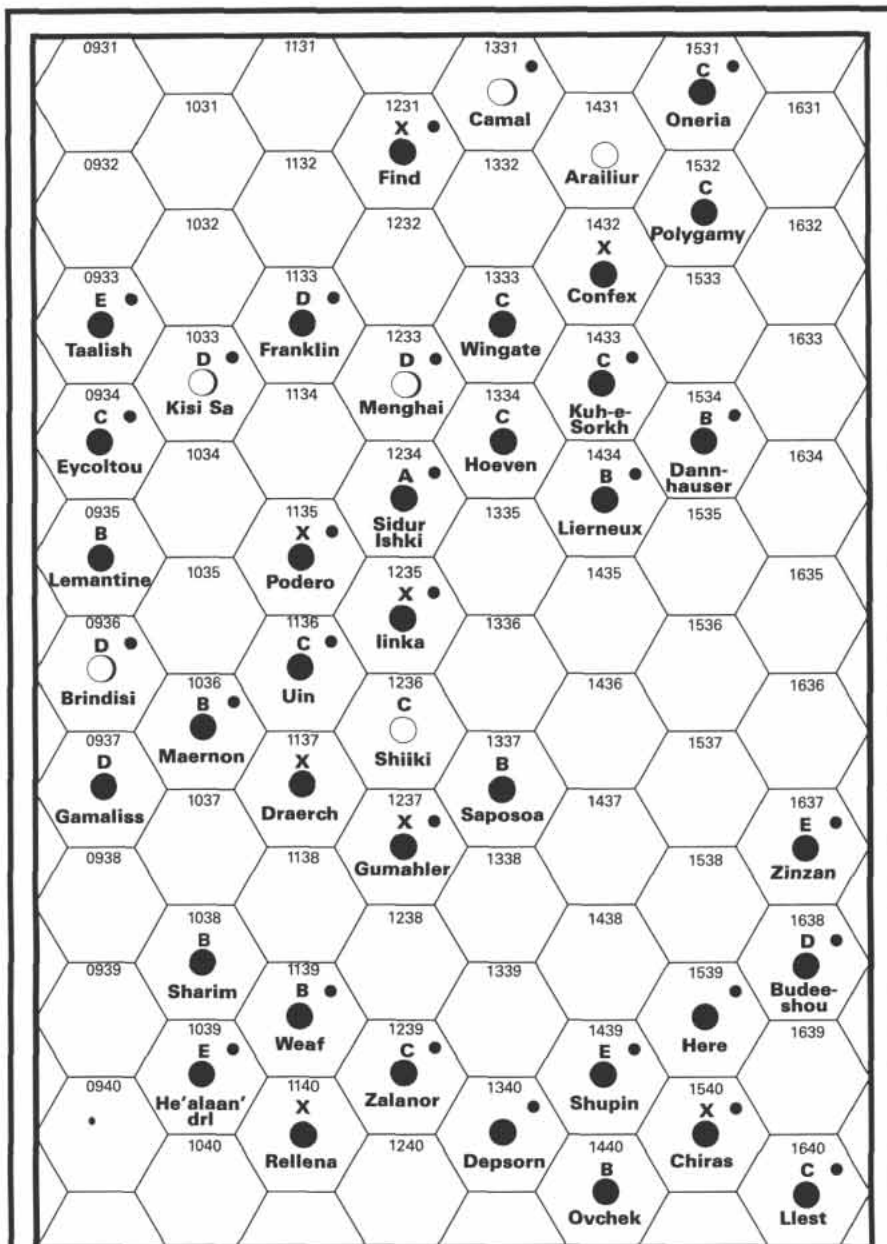 0931
1131
1331
Camal
1531
C
Oneria
1031
1231
X
Find
1431
Arailiur
1631
0932
1132
1332
1532
C
Polygamy
1032
1232
1432
X
Confex
1632
0933
E
Taalish
1133
D
Franklin
1333
C
Wingate
1533
1033
D
Kisi Sa
1233
D
Menghai
1433
C
Kuh-e-
Sorkh
1633
0934
C
Eycoltou
1134
1334
C
Hoeven
1534
B
Dann-
hauser
1034
1234
A
Sidur
Ishki
1434
B
Lierneux
1634
0935
B
Lemantine
1135
X
Podero
1335
1535
1035
1235
X
Iinka
1435
1635
0936
D
Brindisi
1136
C
Uin
1336
1536
1036
B
Maernon
1236
C
Shiiki
1436
1636
0937
D
Gamaliss
1137
X
Draerch
1337
B
Saposoa
1537
1037
1237
X
Gumahler
1437
1637
E
Zinzan
0938
1138
1338
1538
1038
B
Sharim
1238
1438
1638
D
Budee-
shou
0939
1139
B
Weaf
1339
1539
Here
1039
E
He'alaan'
drl
1239
C
Zalanor
1439
E
Shupin
1639
0940
1140
X
Rellena
1340
Depsorn
1540
X
Chiras
1040
1240
1440
B
Ovchek
1640
C
Llest